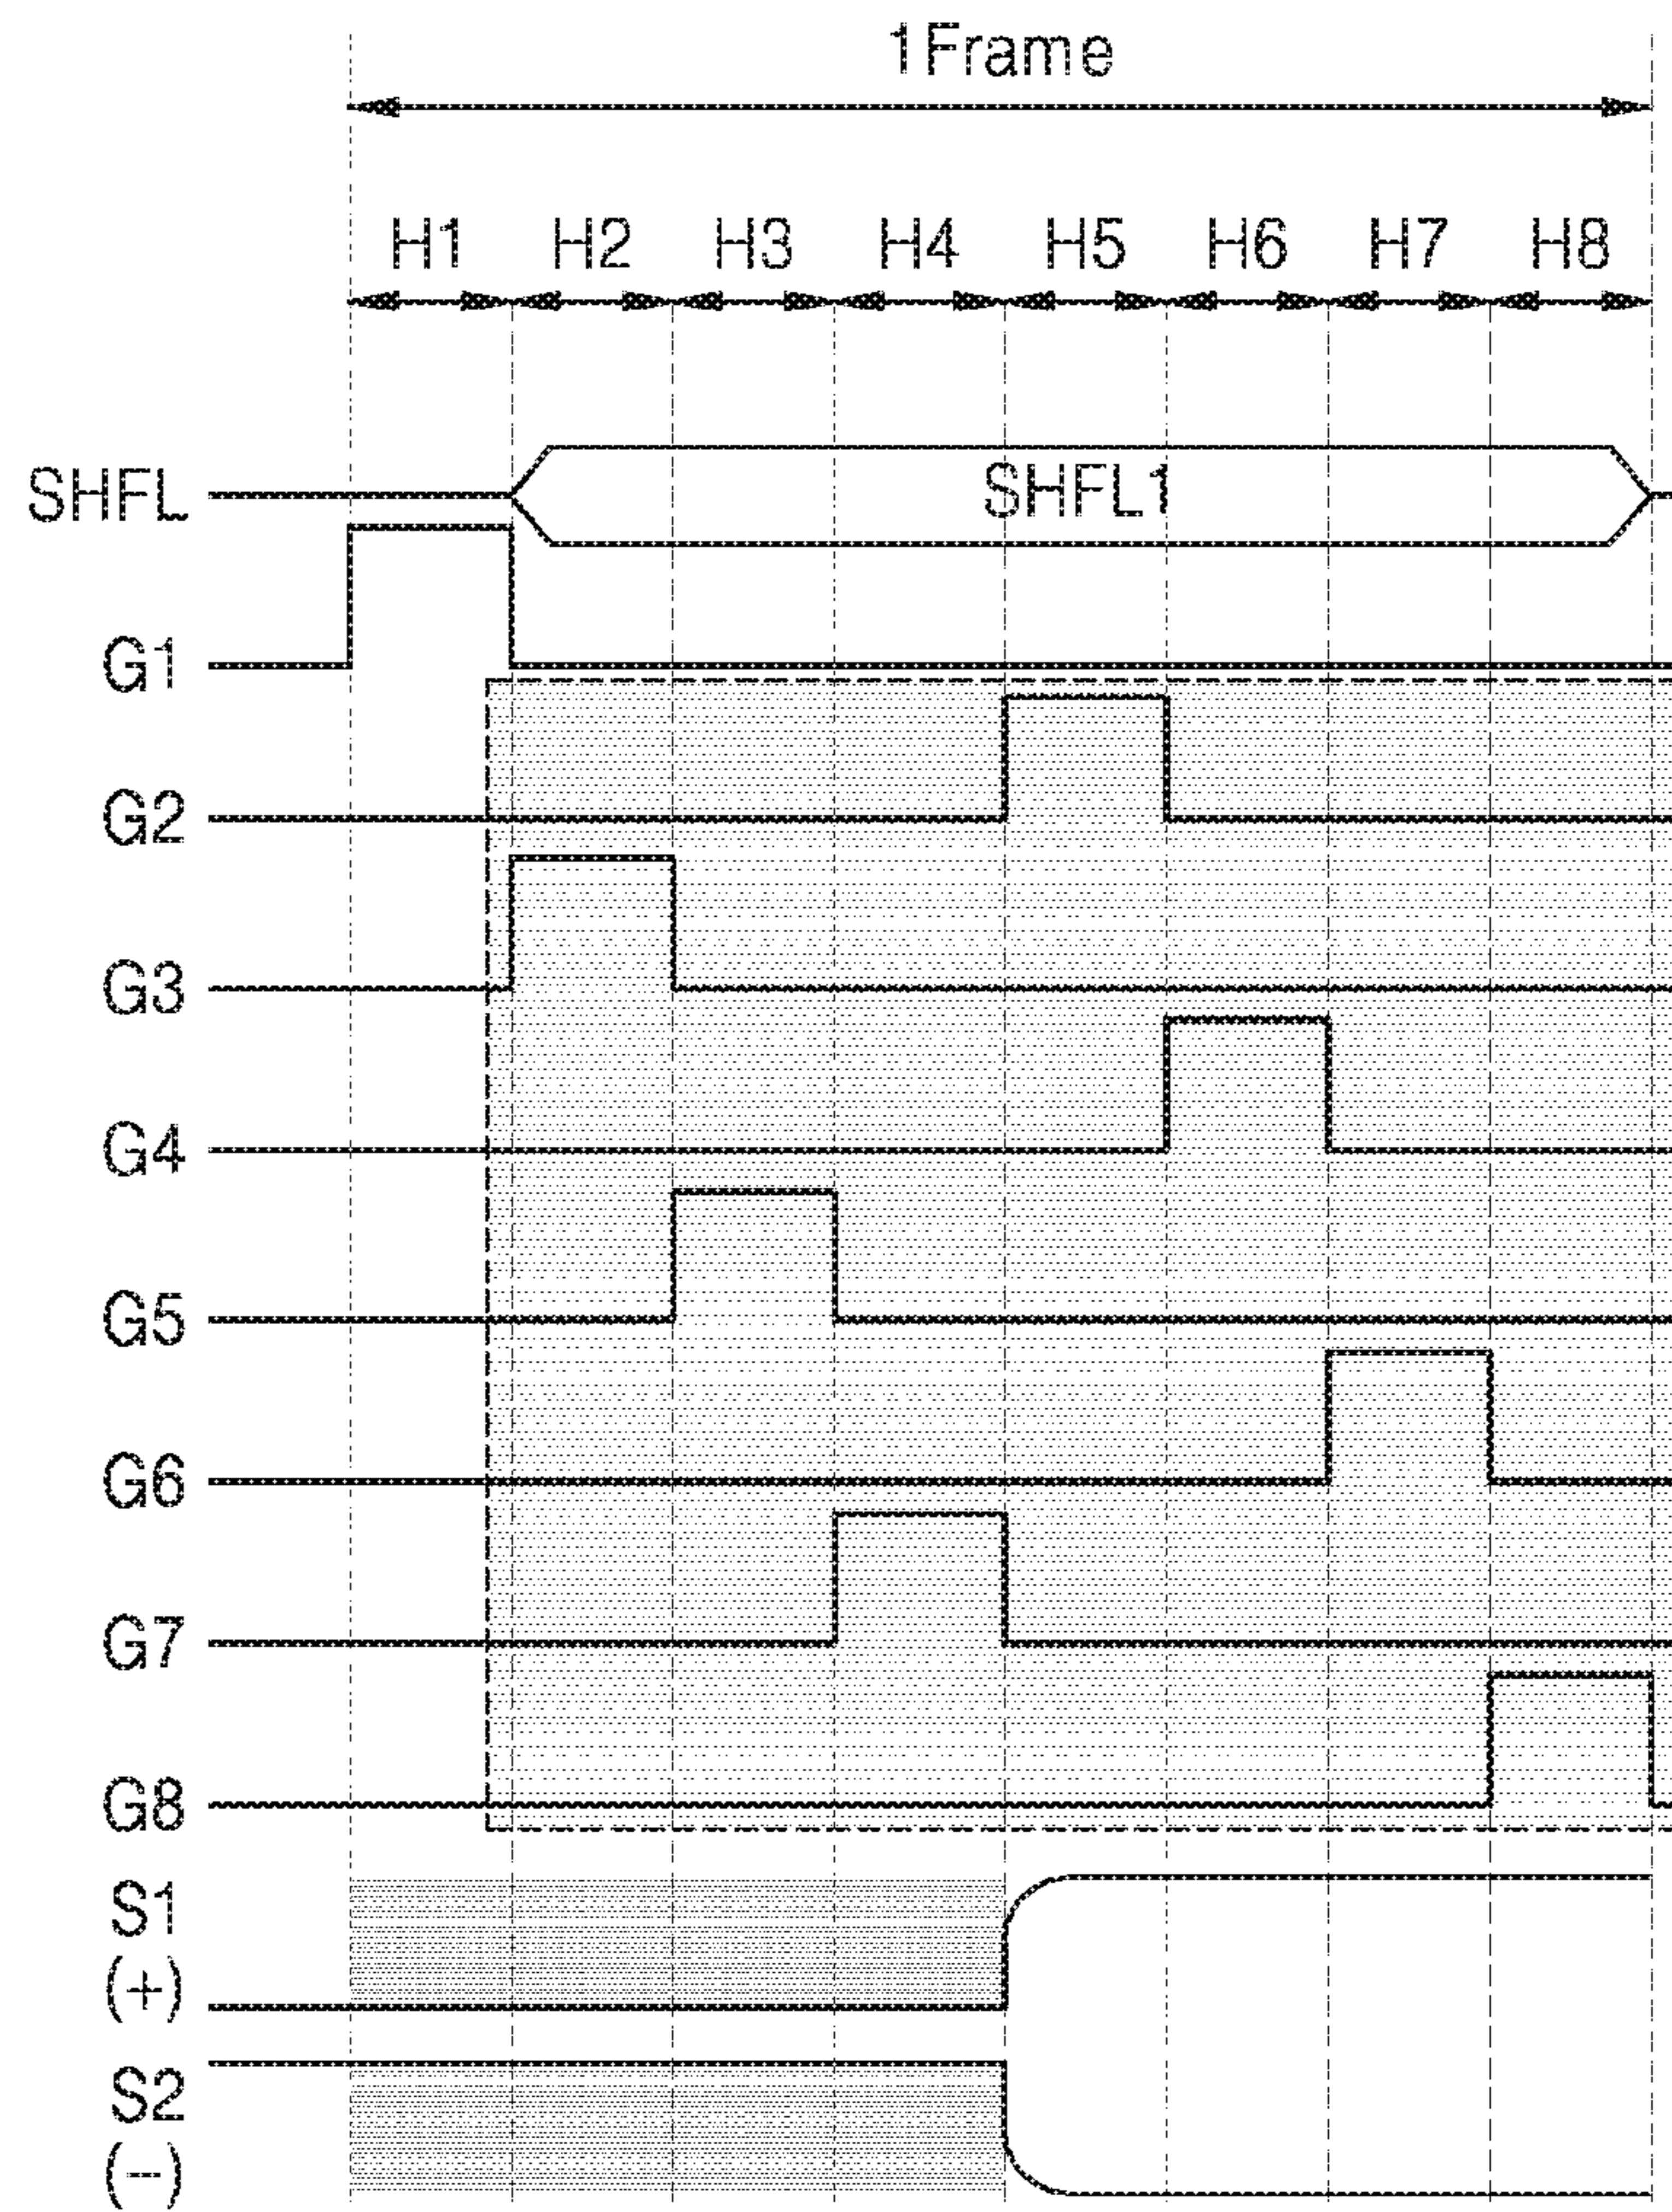 1Frame
H1 H2 H3 H4 H5 H6 H7 H8
SHFL SHFL1
G1
G2
G3
G4
G5
G6
G7
G8
S1
(+)
S2
(-)